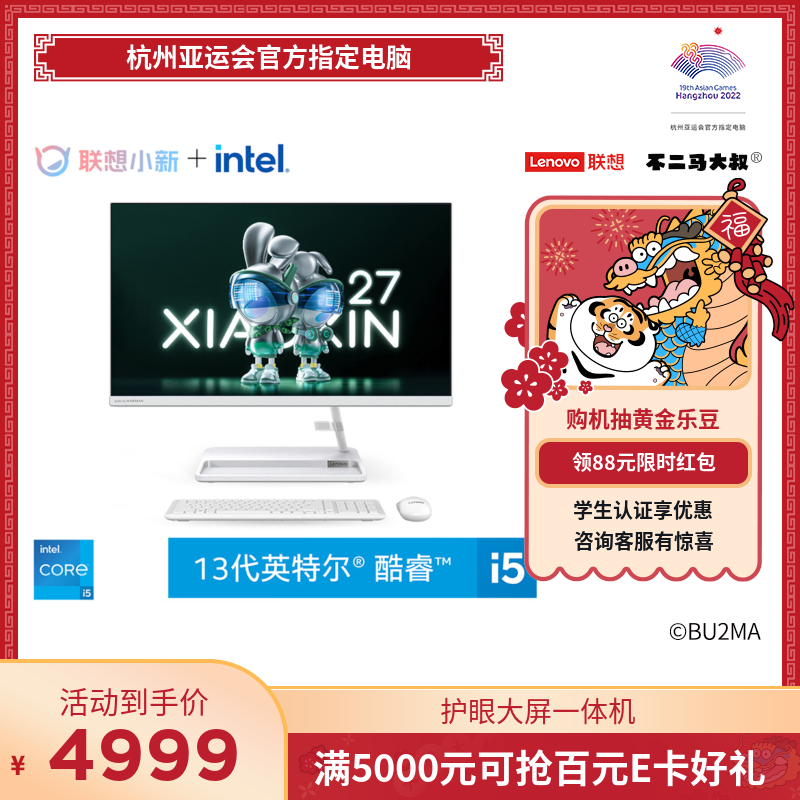 杭州亚运会官方指定电脑
19th Asian Games
Hangzhou 2022
杭州亚运会官方指定电脑
联想小新+intel.
Lenovo 联想 不二马大叔®
福
27
XIAOXIN
购机抽黄金乐豆
领88元限时红包
学生认证享优惠
咨询客服有惊喜
intel.
CORE
i5
13代英特尔® 酷睿™ i5
©BU2MA
活动到手价
¥4999
护眼大屏一体机
满5000元可抢百元E卡好礼